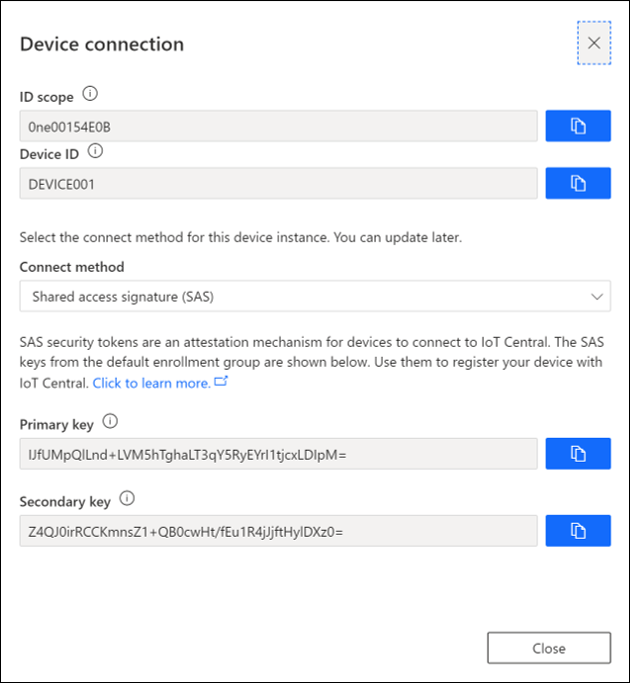 Device connection
ID scope
0ne00154E0B
Device ID
DEVICE001
Select the connect method for this device instance. You can update later.
Connect method
Shared access signature (SAS)
SAS security tokens are an attestation mechanism for devices to connect to IoT Central. The SAS
keys from the default enrollment group are shown below. Use them to register your device with
IoT Central. Click to learn more.
Primary key
IJfUMpQlLnd+LVM5hTghaLT3qY5RyEYrI1tjcxLDlpM=
Secondary key
Z4QJ0irRCCKmnsZ1+QB0cwHt/fEu1R4jJjftHylDXz0=
Close